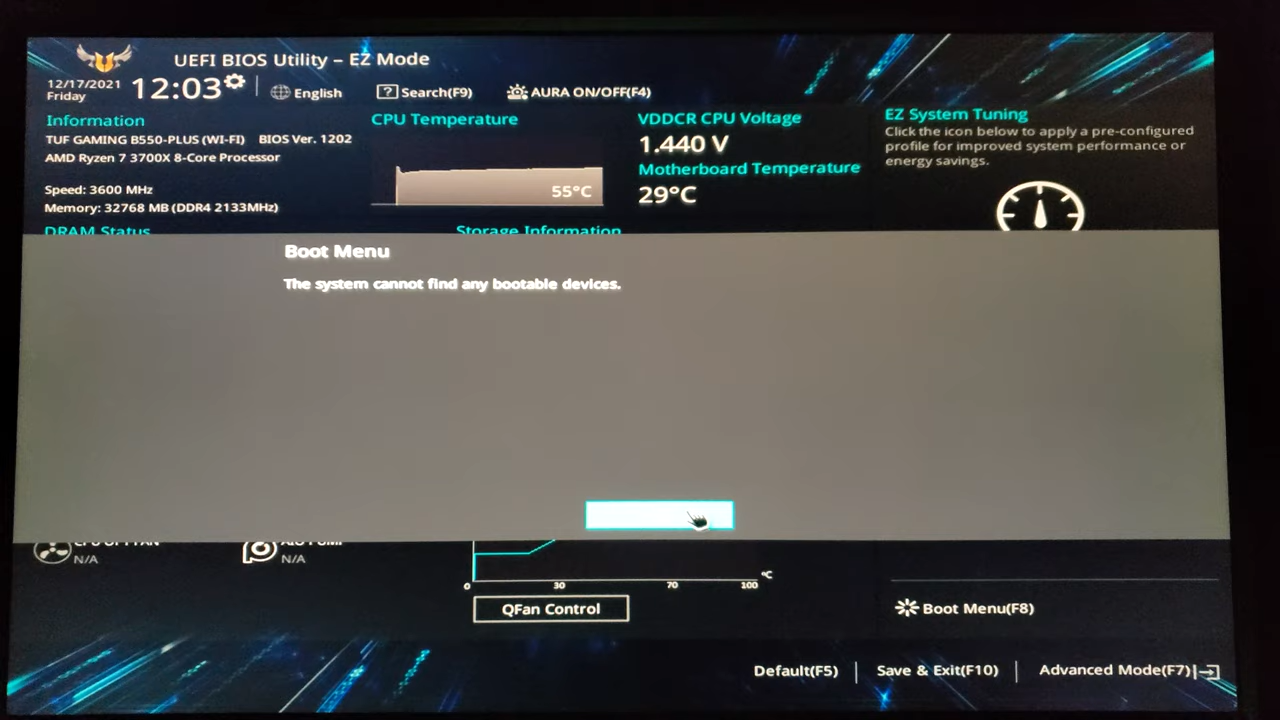 UEFI BIOS Utility – EZ Mode
12/17/2021
Friday
12:03
English
Search(F9)
AURA ON/OFF(F4)
Information
TUF GAMING B550-PLUS (WI-FI) BIOS Ver. 1202
AMD Ryzen 7 3700X 8-Core Processor
Speed: 3600 MHz
Memory: 32768 MB (DDR4 2133MHz)
CPU Temperature
55°C
VDDCR CPU Voltage
1.440 V
Motherboard Temperature
29°C
EZ System Tuning
Click the icon below to apply a pre-configured
profile for improved system performance or
energy savings.
DRAM Status
Storage Information
Boot Menu
The system cannot find any bootable devices.
CPU OPT FAN
N/A
AIO PUMP
N/A
°C
0 30 70 100
QFan Control
Boot Menu(F8)
Default(F5)
Save & Exit(F10)
Advanced Mode(F7)